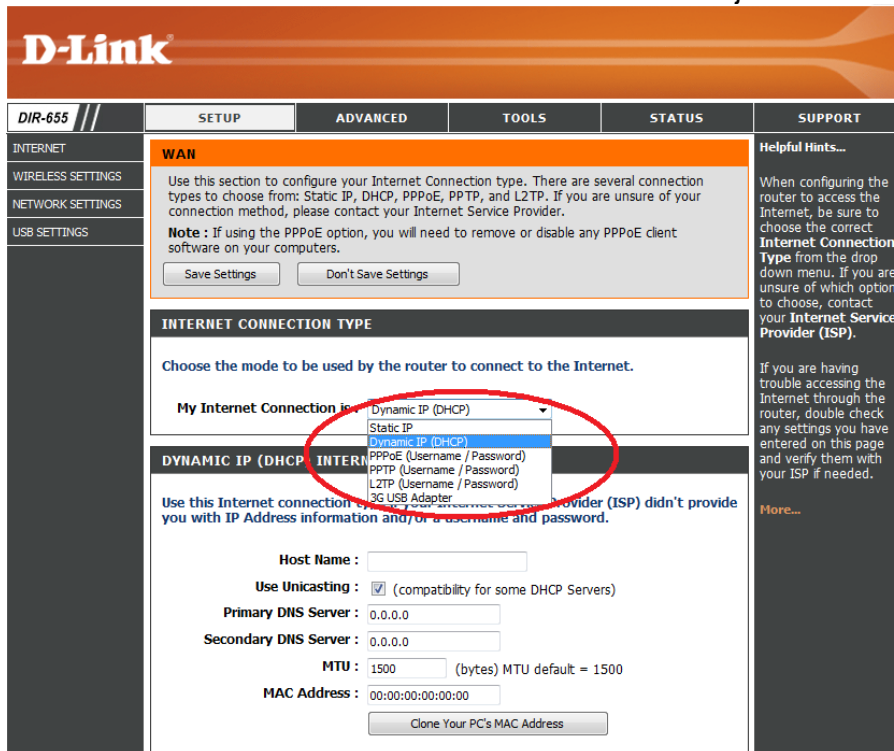 D-Link
DIR-655
SETUP
ADVANCED
TOOLS
STATUS
SUPPORT
INTERNET
WIRELESS SETTINGS
NETWORK SETTINGS
USB SETTINGS
WAN
Use this section to configure your Internet Connection type. There are several connection
types to choose from: Static IP, DHCP, PPPoE, PPTP, and L2TP. If you are unsure of your
connection method, please contact your Internet Service Provider.
Note : If using the PPPoE option, you will need to remove or disable any PPPoE client
software on your computers.
Save Settings
Don't Save Settings
INTERNET CONNECTION TYPE
Choose the mode to be used by the router to connect to the Internet.
My Internet Connection is : Dynamic IP (DHCP)
Static IP
Dynamic IP (DHCP)
PPPoE (Username / Password)
PPTP (Username / Password)
L2TP (Username / Password)
3G USB Adapter
DYNAMIC IP (DHCP) INTERN
Use this Internet connection Provider (ISP) didn't provide
you with IP Address information and/or a username and password.
Host Name :
Use Unicasting : (compatibility for some DHCP Servers)
Primary DNS Server : 0.0.0.0
Secondary DNS Server : 0.0.0.0
MTU : 1500 (bytes) MTU default = 1500
MAC Address : 00:00:00:00:00:00
Clone Your PC's MAC Address
Helpful Hints...
When configuring the
router to access the
Internet, be sure to
choose the correct
Internet Connection
Type from the drop
down menu. If you are
unsure of which option
to choose, contact
your Internet Service
Provider (ISP).
If you are having
trouble accessing the
Internet through the
router, double check
any settings you have
entered on this page
and verify them with
your ISP if needed.
More...